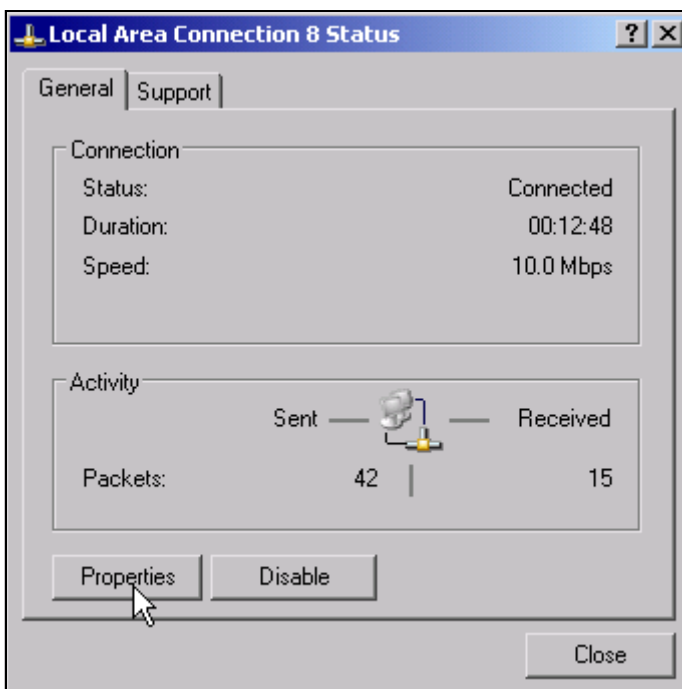 Local Area Connection 8 Status
General Support
Connection
Status: Connected
Duration: 00:12:48
Speed: 10.0 Mbps
Activity
Sent Received
Packets: 42 15
Properties Disable
Close